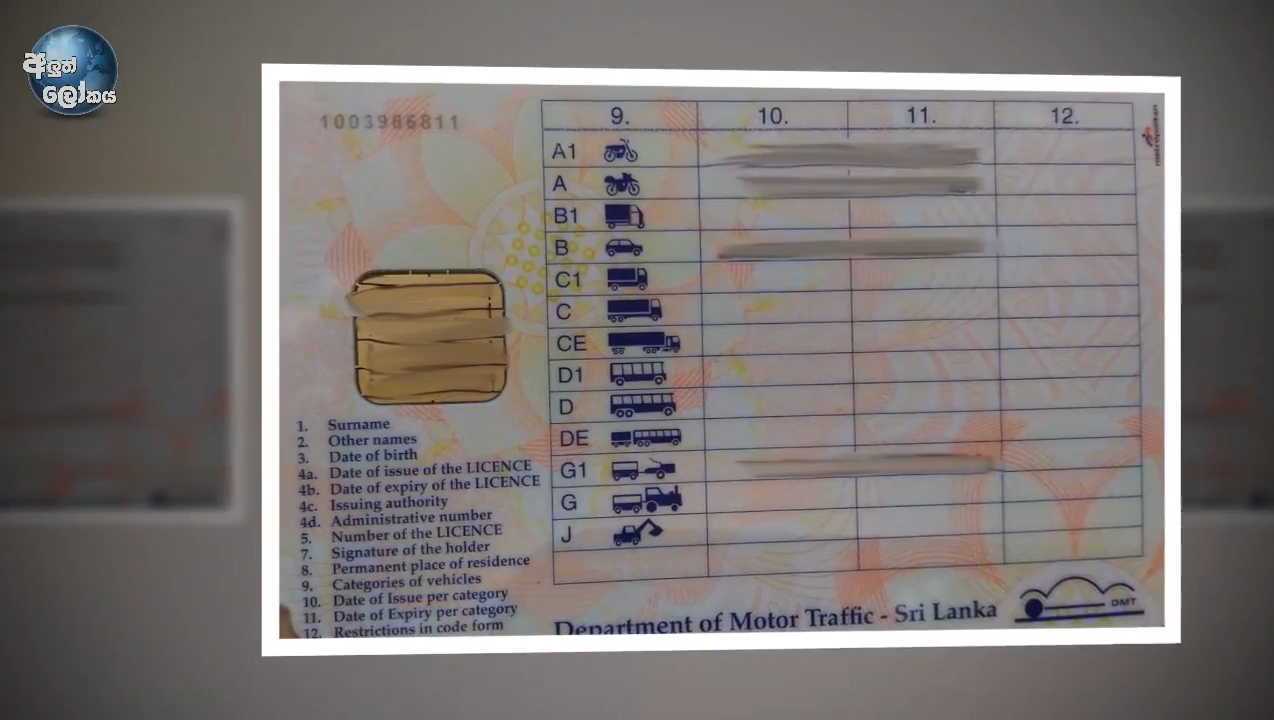 අලුත්
ලෝකය
1003986811
9. 10. 11. 12.
A1
A
B1
B
C1
C
CE
D1
D
DE
G1
G
J
1. Surname
2. Other names
3. Date of birth
4a. Date of issue of the LICENCE
4b. Date of expiry of the LICENCE
4c. Issuing authority
4d. Administrative number
5. Number of the LICENCE
7. Signature of the holder
8. Permanent place of residence
9. Categories of vehicles
10. Date of Issue per category
11. Date of Expiry per category
12. Restrictions in code form
Department of Motor Traffic - Sri Lanka
DMT
metropolitan